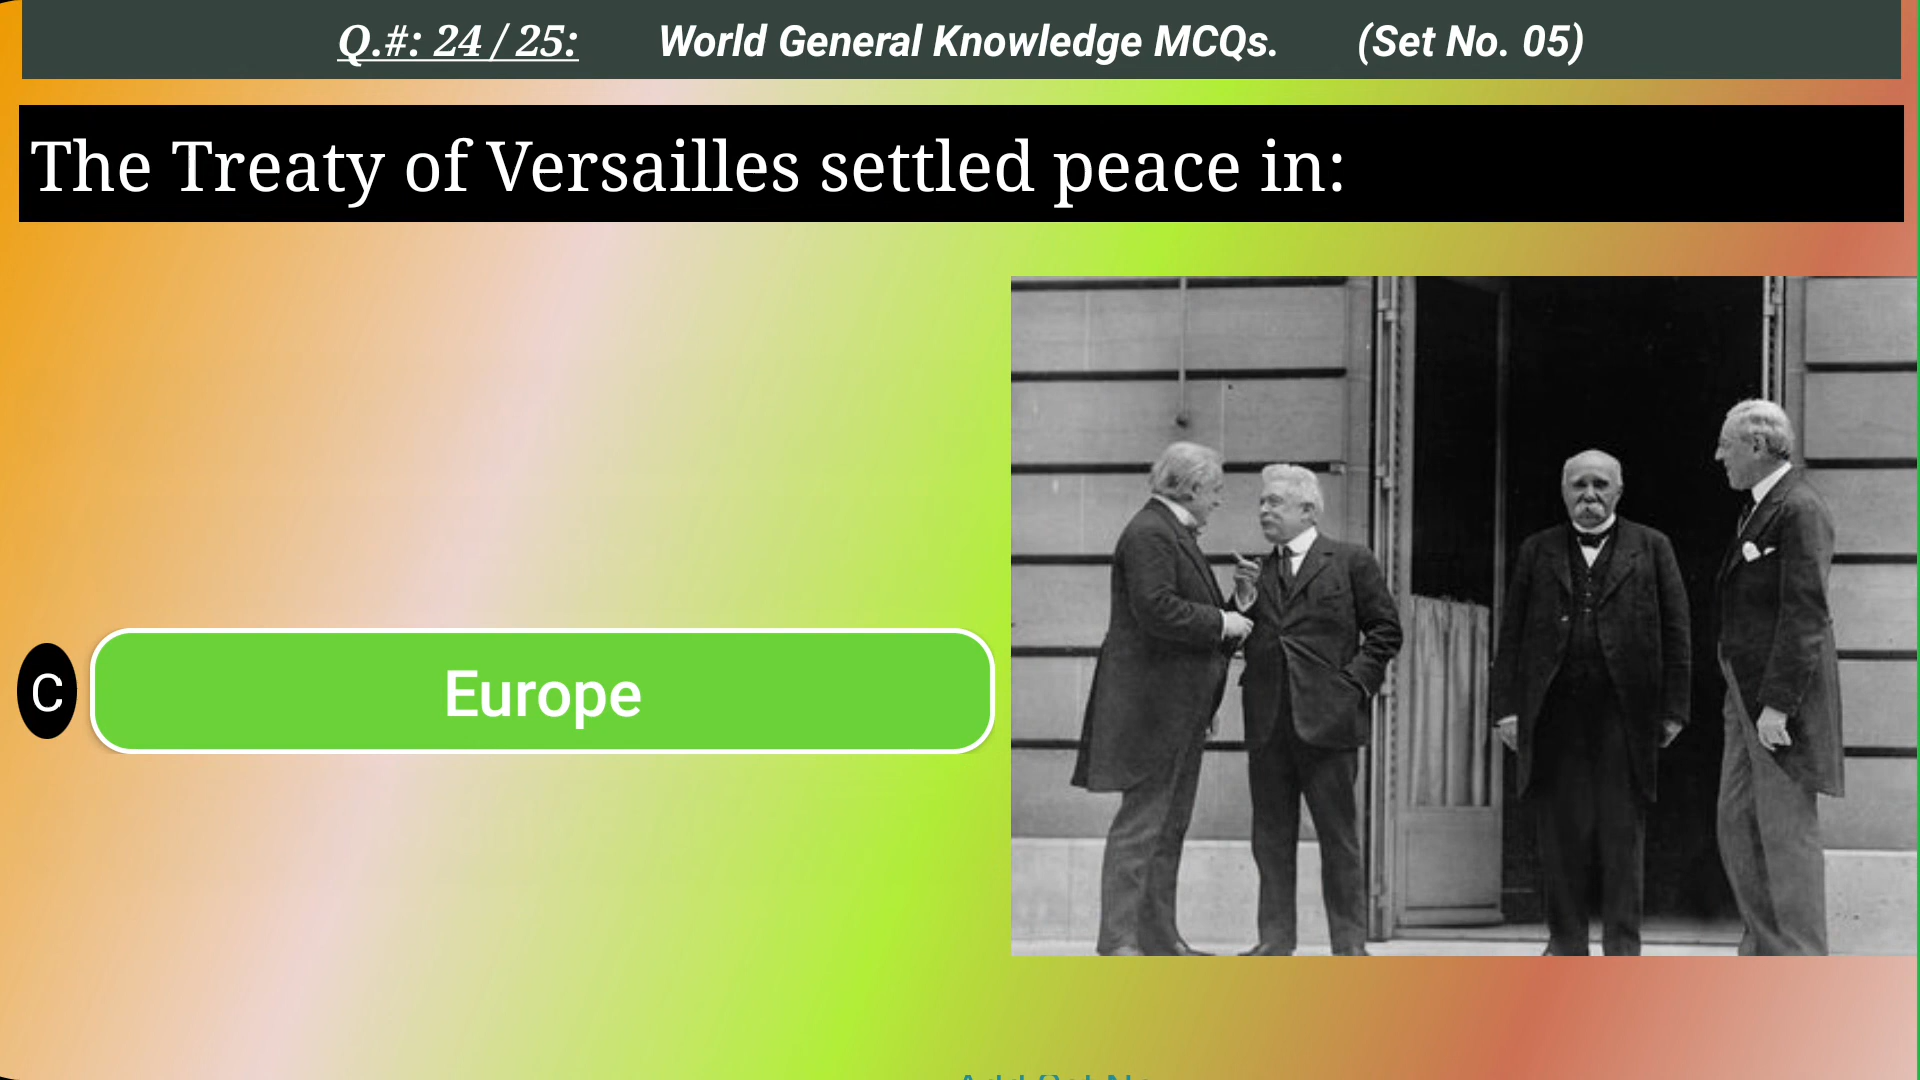 Q.#: 24 / 25: World General Knowledge MCQs. (Set No. 05)
The Treaty of Versailles settled peace in:
C Europe